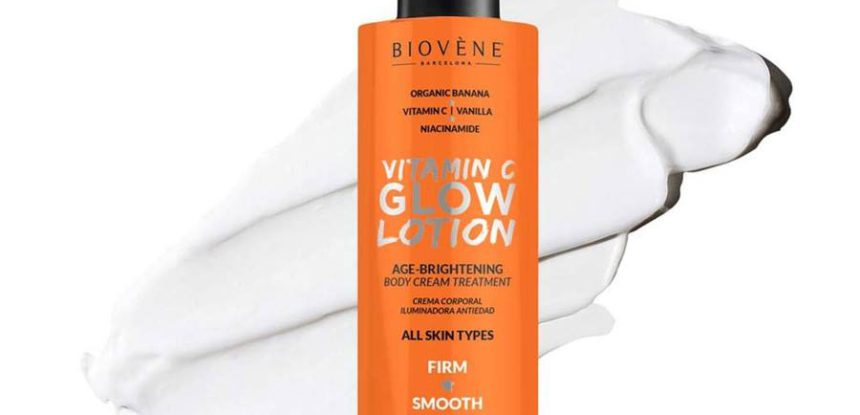 BIOVÈNE
BARCELONA
ORGANIC BANANA
VITAMIN C | VANILLA
NIACINAMIDE
VITAMIN C
GLOW
LOTION
AGE-BRIGHTENING
BODY CREAM TREATMENT
CREMA CORPORAL
ILUMINADORA ANTIEDAD
ALL SKIN TYPES
FIRM
+
SMOOTH